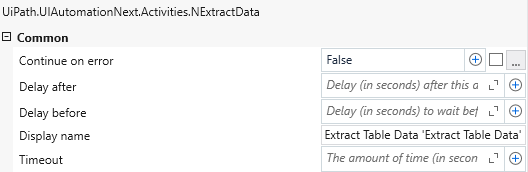 UiPath.UIAutomationNext.Activities.NExtractData
Common
Continue on error False ...
Delay after Delay (in seconds) after this a
Delay before Delay (in seconds) to wait bef
Display name Extract Table Data 'Extract Table Data'
Timeout The amount of time (in secon